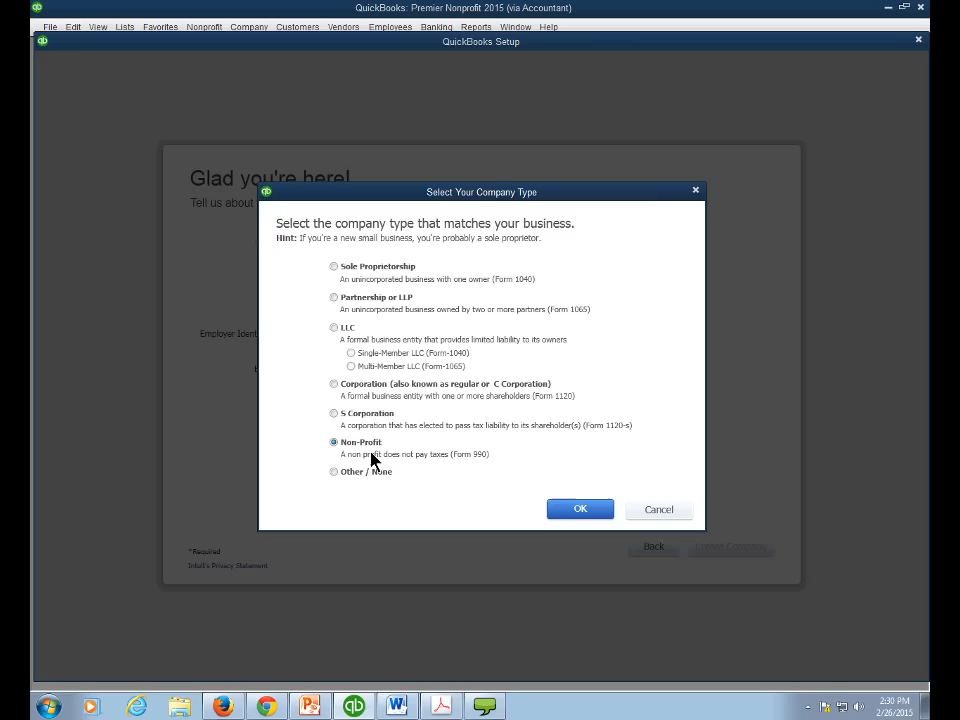 QuickBooks: Premier Nonprofit 2015 (via Accountant)
File Edit View Lists Favorites Nonprofit Company Customers Vendors Employees Banking Reports Window Help
QuickBooks Setup
Glad you're here!
Tell us about
Select Your Company Type
Select the company type that matches your business.
Hint: If you're a new small business, you're probably a sole proprietor.
Sole Proprietorship
An unincorporated business with one owner (Form 1040)
Partnership or LLP
An unincorporated business owned by two or more partners (Form 1065)
LLC
A formal business entity that provides limited liability to its owners
Single-Member LLC (Form-1040)
Multi-Member LLC (Form-1065)
Employer Ident
Corporation (also known as regular or C Corporation)
A formal business entity with one or more shareholders (Form 1120)
S Corporation
A corporation that has elected to pass tax liability to its shareholder(s) (Form 1120-s)
Non-Profit
A non profit does not pay taxes (Form 990)
Other / None
OK Cancel
*Required
Intuit's Privacy Statement
Back Create Company
2:30 PM
2/26/2015